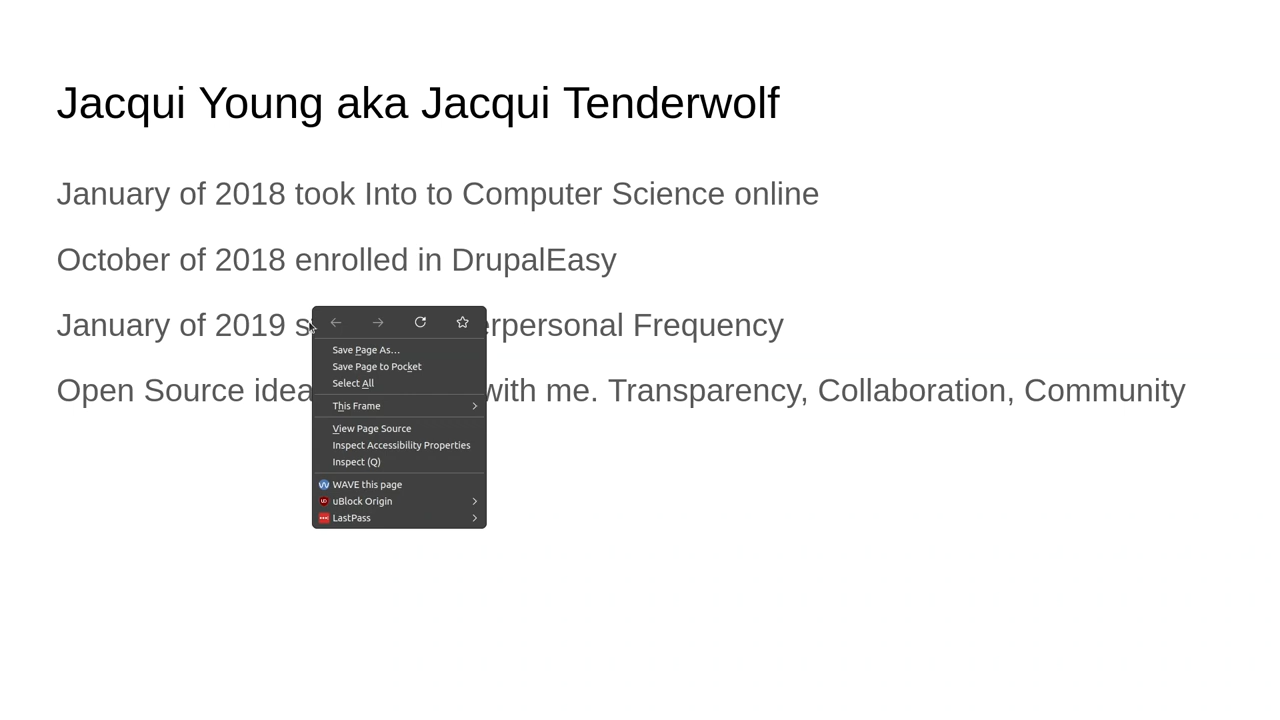 Jacqui Young aka Jacqui Tenderwolf
January of 2018 took Into to Computer Science online
October of 2018 enrolled in DrupalEasy
January of 2019 Frequency
Open Source with me. Transparency, Collaboration, Community
Save Page As...
Save Page to Pocket
Select All
This Frame
View Page Source
Inspect Accessibility Properties
Inspect (Q)
WAVE this page
uBlock Origin
LastPass